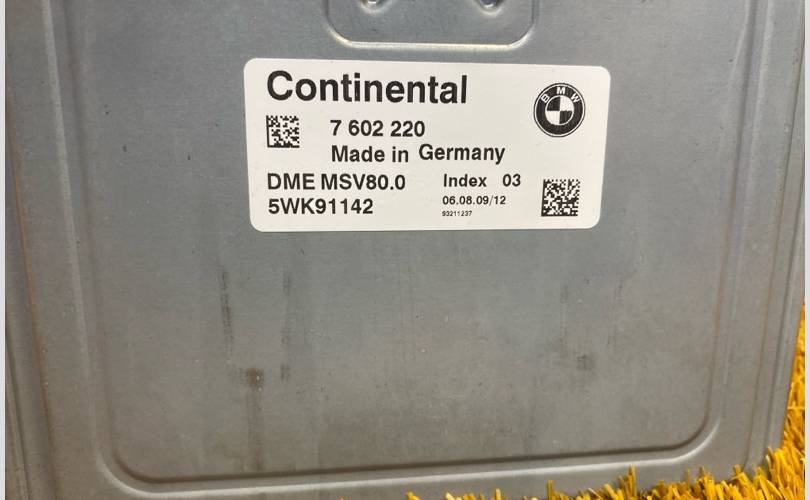 Continental
BMW
7 602 220
Made in Germany
DME MSV80.0 Index 03
5WK91142 06.08.09/12
93211237